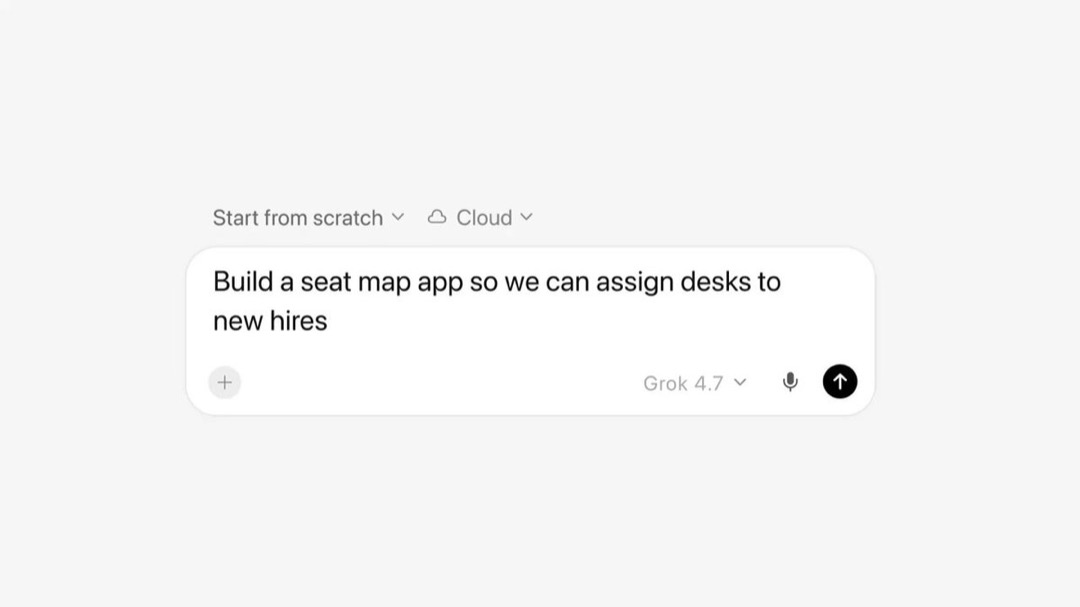 Start from scratch Cloud
Build a seat map app so we can assign desks to
new hires
Grok 4.7